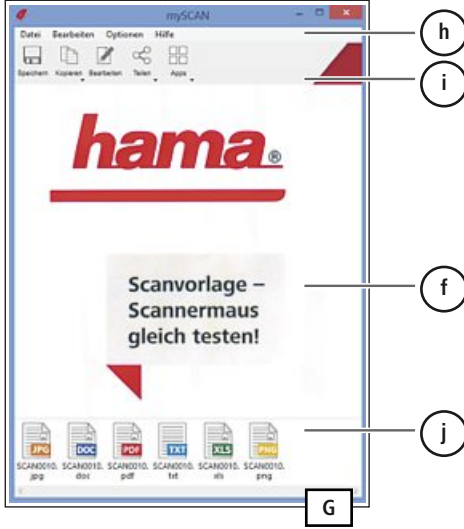 mySCAN
Datei Bearbeiten Optionen Hilfe
h
Speichern Kopieren Bearbeiten Teilen Apps
i
hama®
Scanvorlage –
Scannermaus
gleich testen!
f
JPG DOC PDF TXT XLS PNG
j
SCAN0010. SCAN0010. SCAN0010. SCAN0010. SCAN0010. SCAN0010.
jpg doc pdf txt xls png
G